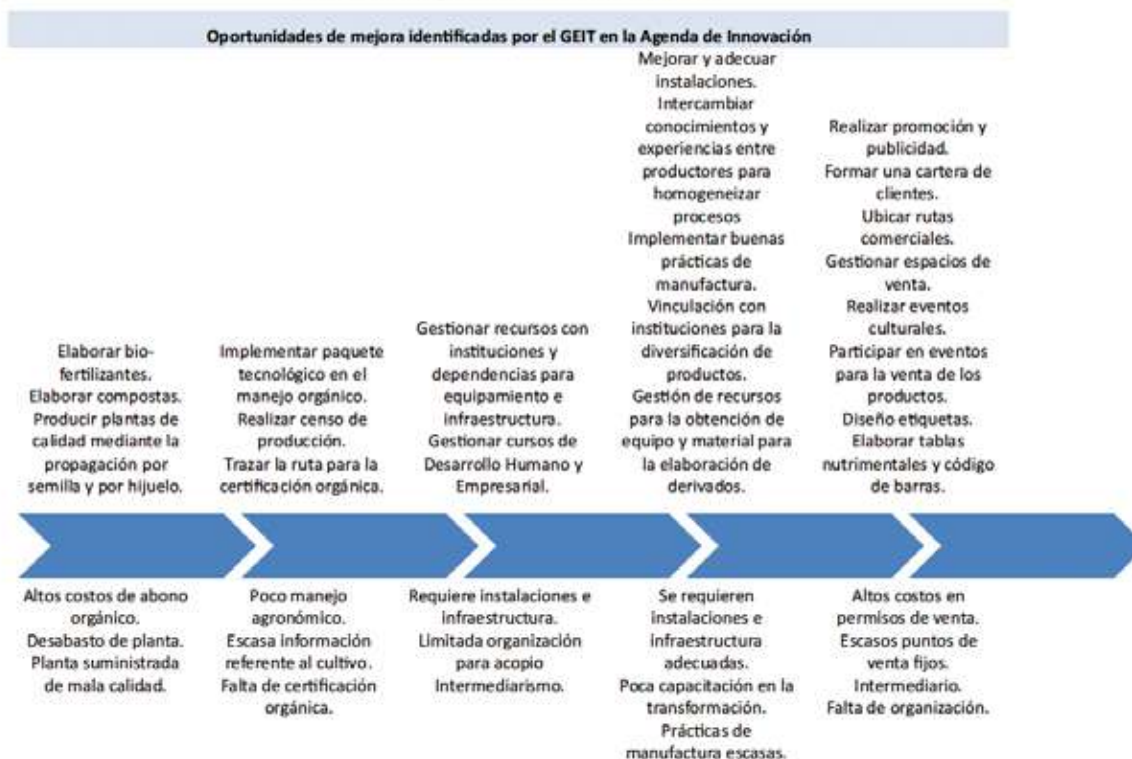 Oportunidades de mejora identificadas por el GEIT en la Agenda de Innovación
Elaborar bio-
fertilizantes.
Elaborar compostas.
Producir plantas de
calidad mediante la
propagación por
semilla y por hijuelo.
Implementar paquete
tecnológico en el
manejo orgánico.
Realizar censo de
producción.
Trazar la ruta para la
certificación orgánica.
Gestionar recursos con
instituciones y
dependencias para
equipamiento e
infraestructura.
Gestionar cursos de
Desarrollo Humano y
Empresarial.
Mejorar y adecuar
instalaciones.
Intercambiar
conocimientos y
experiencias entre
productores para
homogeneizar
procesos
Implementar buenas
prácticas de
manufactura.
Vinculación con
instituciones para la
diversificación de
productos.
Gestión de recursos
para la obtención de
equipo y material para
la elaboración de
derivados.
Realizar promoción y
publicidad.
Formar una cartera de
clientes.
Ubicar rutas
comerciales.
Gestionar espacios de
venta.
Realizar eventos
culturales.
Participar en eventos
para la venta de los
productos.
Diseño etiquetas.
Elaborar tablas
nutrimentales y código
de barras.
Altos costos de abono
orgánico.
Desabasto de planta.
Planta suministrada
de mala calidad.
Poco manejo
agronómico.
Escasa información
referente al cultivo.
Falta de certificación
orgánica.
Requiere instalaciones e
infraestructura.
Limitada organización
para acopio
Intermediarismo.
Se requieren
instalaciones e
infraestructura
adecuadas.
Poca capacitación en la
transformación.
Prácticas de
manufactura escasas.
Altos costos en
permisos de venta.
Escasos puntos de
venta fijos.
Intermediario.
Falta de organización.